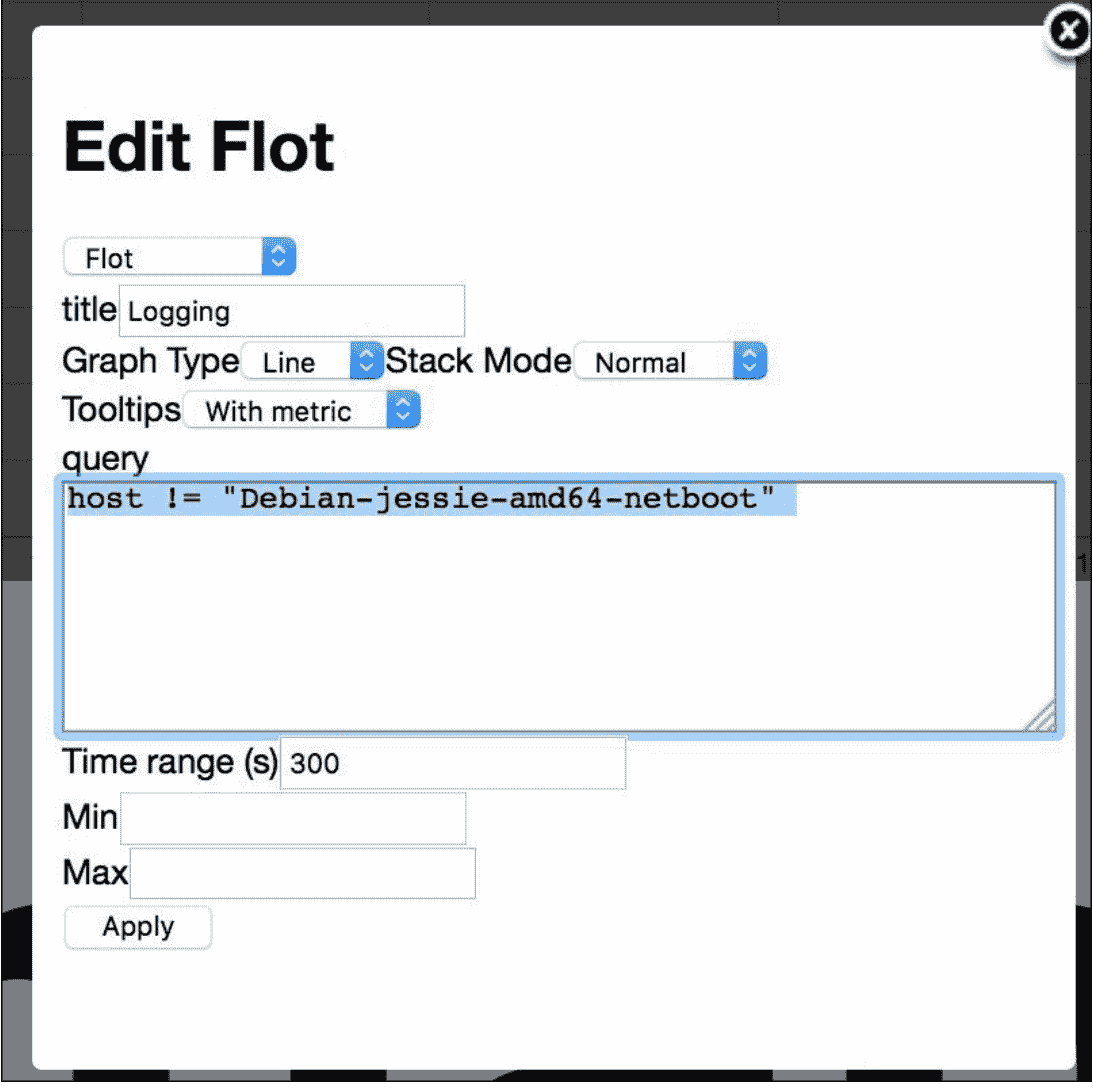 Edit Flot
Flot
title Logging
Graph Type Line Stack Mode Normal
Tooltips With metric
query
host != "Debian-jessie-amd64-netboot"
Time range (s) 300
Min
Max
Apply
1